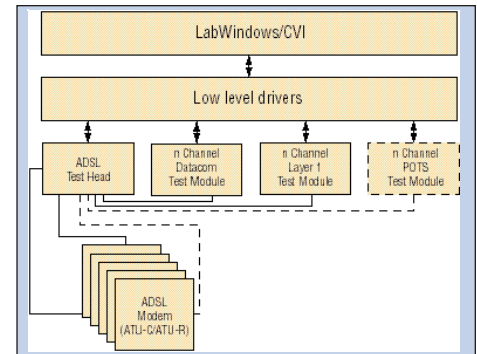 LabWindows/CVI
Low level drivers
ADSL
Test Head
n Channel
Datacom
Test Module
n Channel
Layer 1
Test Module
n Channel
POTS
Test Module
ADSL
Modem
(ATU-C/ATU-R)